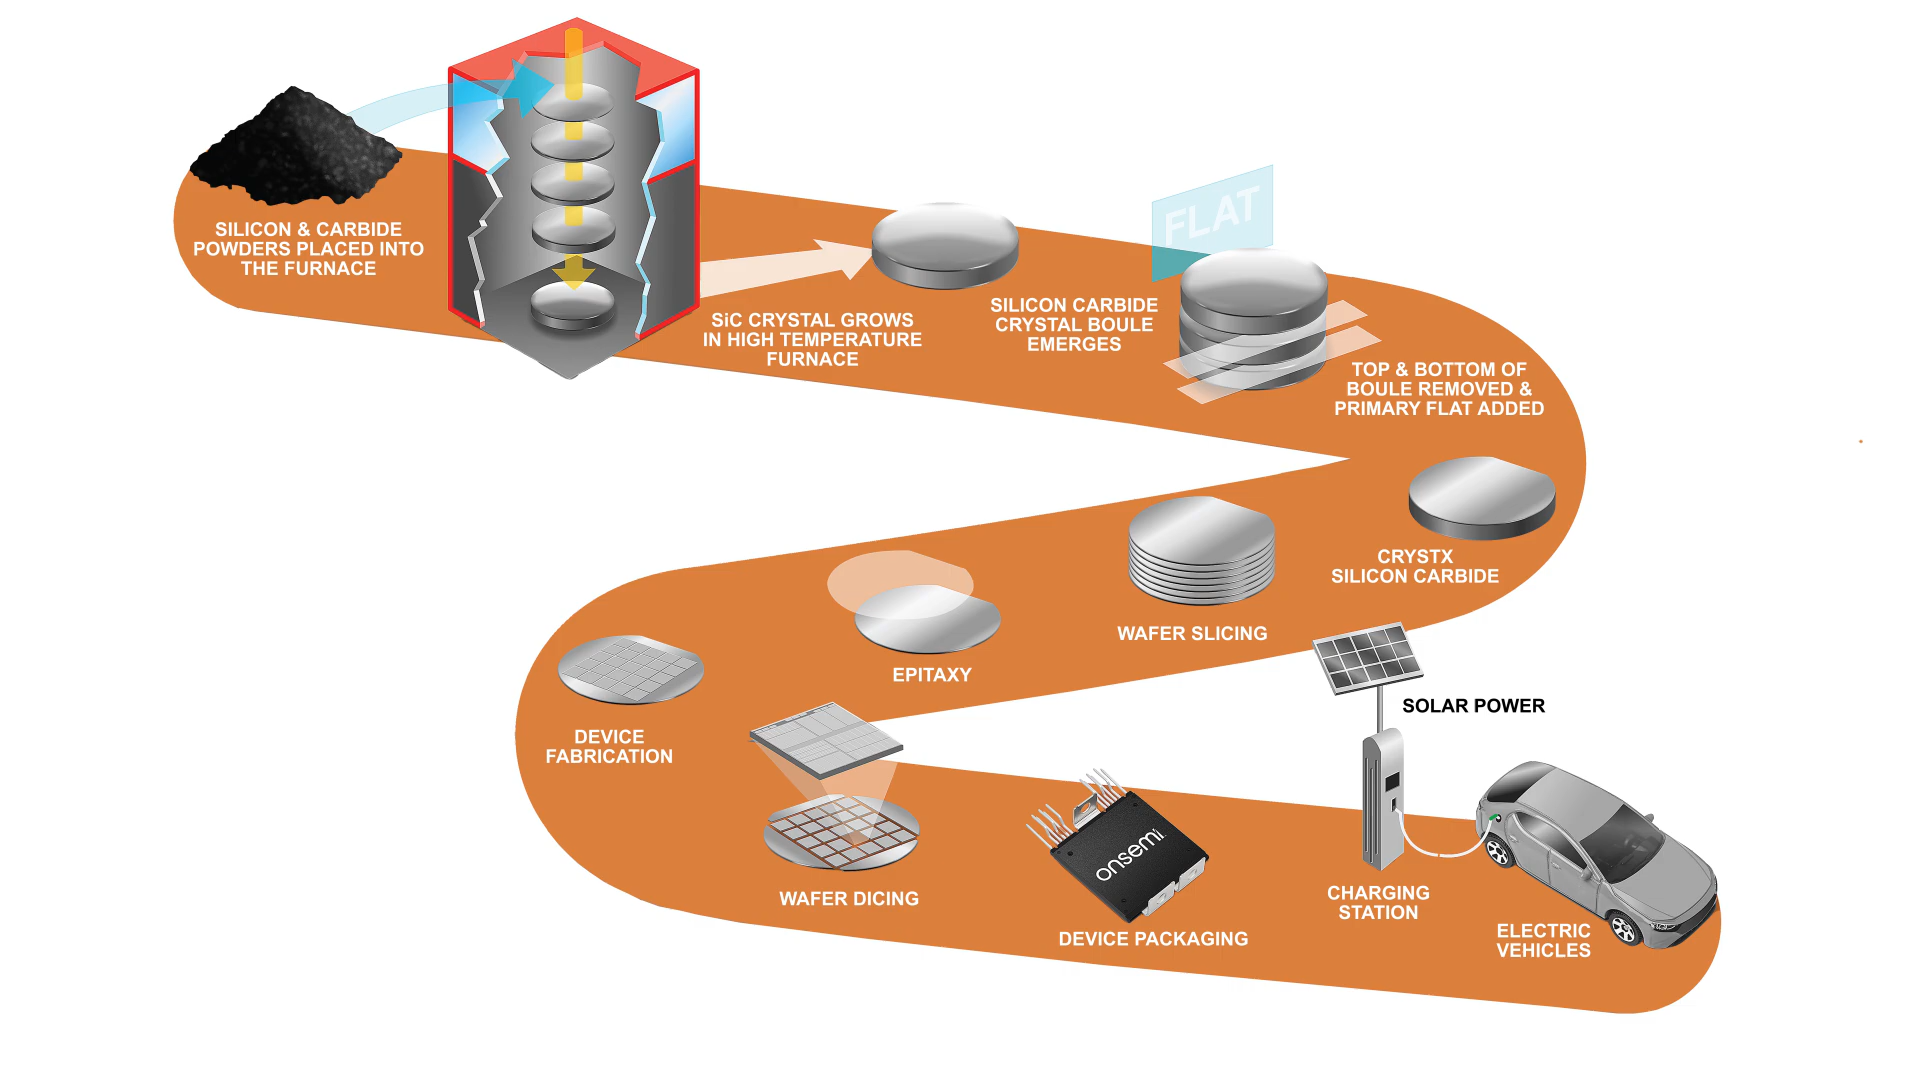 SILICON & CARBIDE
POWDERS PLACED INTO
THE FURNACE
SiC CRYSTAL GROWS
IN HIGH TEMPERATURE
FURNACE
SILICON CARBIDE
CRYSTAL BOULE
EMERGES
FLAT
TOP & BOTTOM OF
BOULE REMOVED &
PRIMARY FLAT ADDED
CRYSTX
SILICON CARBIDE
WAFER SLICING
EPITAXY
DEVICE
FABRICATION
WAFER DICING
onsemi
DEVICE PACKAGING
SOLAR POWER
CHARGING
STATION
ELECTRIC
VEHICLES